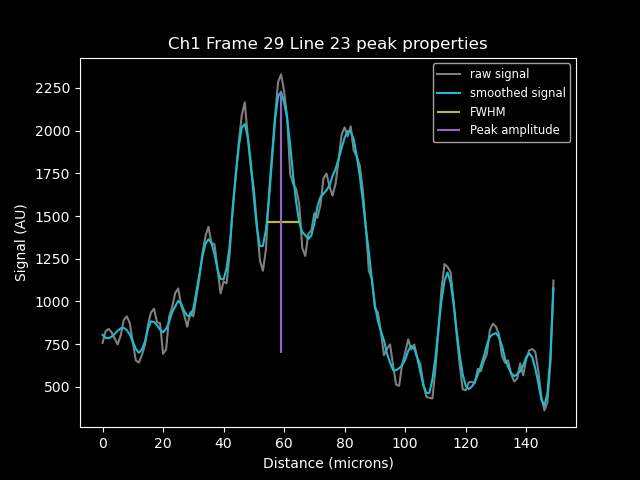 Ch1 Frame 29 Line 23 peak properties
raw signal
smoothed signal
FWHM
Peak amplitude
Signal (AU)
2250
2000
1750
1500
1250
1000
750
500
0 20 40 60 80 100 120 140
Distance (microns)